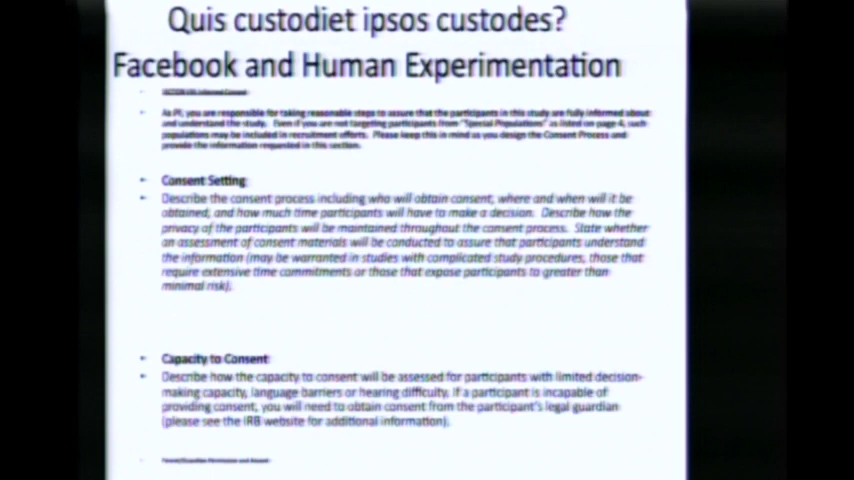 Quis custodiet ipsos custodes?
Facebook and Human Experimentation
SECTION VIII: Informed Consent
As PI, you are responsible for taking reasonable steps to assure that the participants in this study are fully informed about
and understand the study. Even if you are not targeting participants from "Special Populations" as listed on page 4, such
populations may be included in recruitment efforts. Please keep this in mind as you design the Consent Process and
provide the information requested in this section.
Consent Setting
Describe the consent process including who will obtain consent, where and when will it be
obtained, and how much time participants will have to make a decision. Describe how the
privacy of the participants will be maintained throughout the consent process. State whether
an assessment of consent materials will be conducted to assure that participants understand
the information (may be warranted in studies with complicated study procedures, those that
require extensive time commitments or those that expose participants to greater than
minimal risk).
Capacity to Consent
Describe how the capacity to consent will be assessed for participants with limited decision-
making capacity, language barriers or hearing difficulty. If a participant is incapable of
providing consent, you will need to obtain consent from the participant's legal guardian
(please see the IRB website for additional information).
Parent/Guardian Permission and Assent